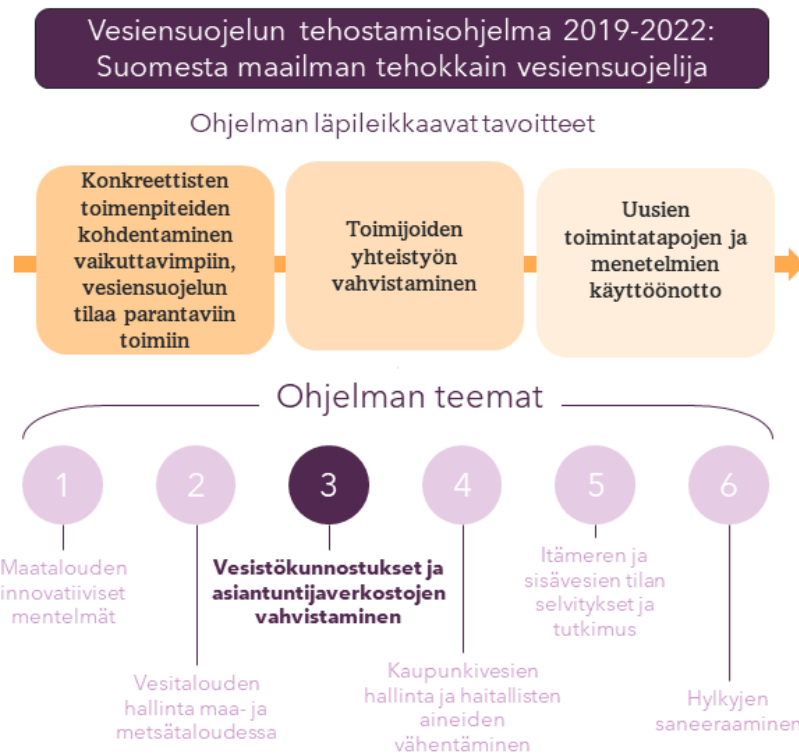 Vesiensuojelun tehostamisohjelma 2019-2022:
Suomesta maailman tehokkain vesiensuojelija
Ohjelman läpileikkaavat tavoitteet
Konkreettisten
toimenpiteiden
kohdentaminen
vaikuttavimpiin,
vesiensuojelun
tilaa parantaviin
toimiin
Toimijoiden
yhteistyön
vahvistaminen
Uusien
toimintatapojen ja
menetelmien
käyttöönotto
Ohjelman teemat
1
2
3
4
5
6
Maatalouden
innovatiiviset
mentelmät
Vesitalouden
hallinta maa- ja
metsätaloudessa
Vesistökunnostukset ja
asiantuntijaverkostojen
vahvistaminen
Kaupunkivesien
hallinta ja haitallisten
aineiden
vähentäminen
Itämeren ja
sisävesien tilan
selvitykset ja
tutkimus
Hylkyjen
saneeraaminen